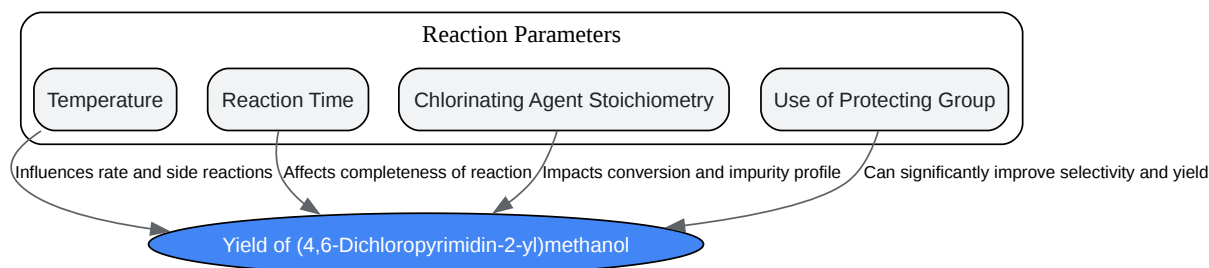 Reaction Parameters
Temperature
Reaction Time
Chlorinating Agent Stoichiometry
Use of Protecting Group
Influences rate and side reactions
Affects completeness of reaction
Impacts conversion and impurity profile
Can significantly improve selectivity and yield
Yield of (4,6-Dichloropyrimidin-2-yl)methanol